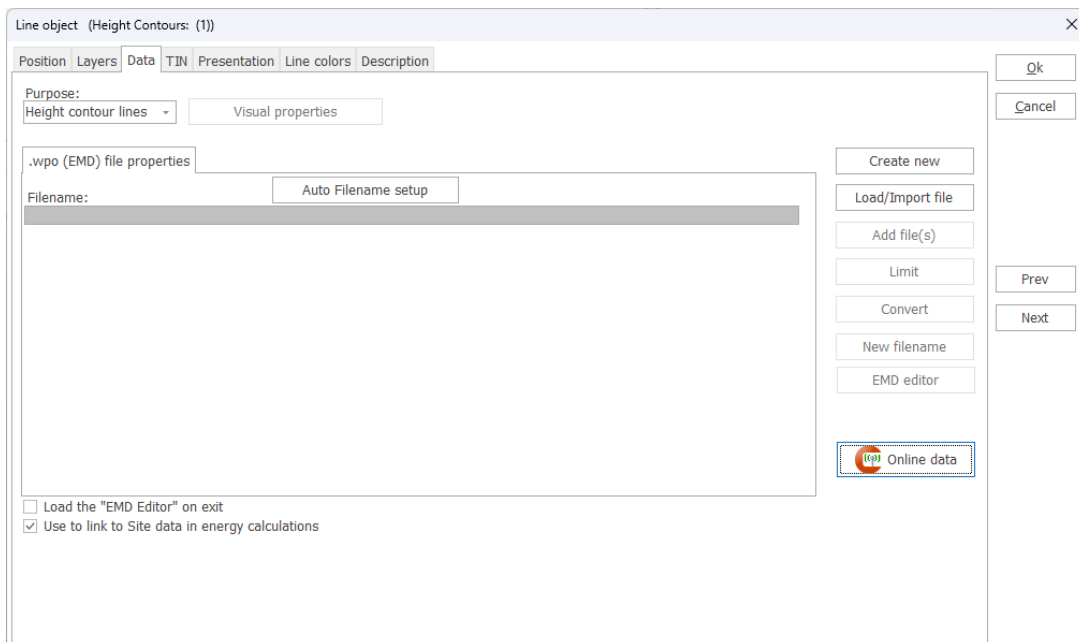 Line object (Height Contours: (1))
Position Layers Data TIN Presentation Line colors Description
Ok
Purpose:
Height contour lines Visual properties
Cancel
.wpo (EMD) file properties
Create new
Filename: Auto Filename setup
Load/Import file
Add file(s)
Limit
Prev
Convert
Next
New filename
EMD editor
Online data
Load the "EMD Editor" on exit
Use to link to Site data in energy calculations